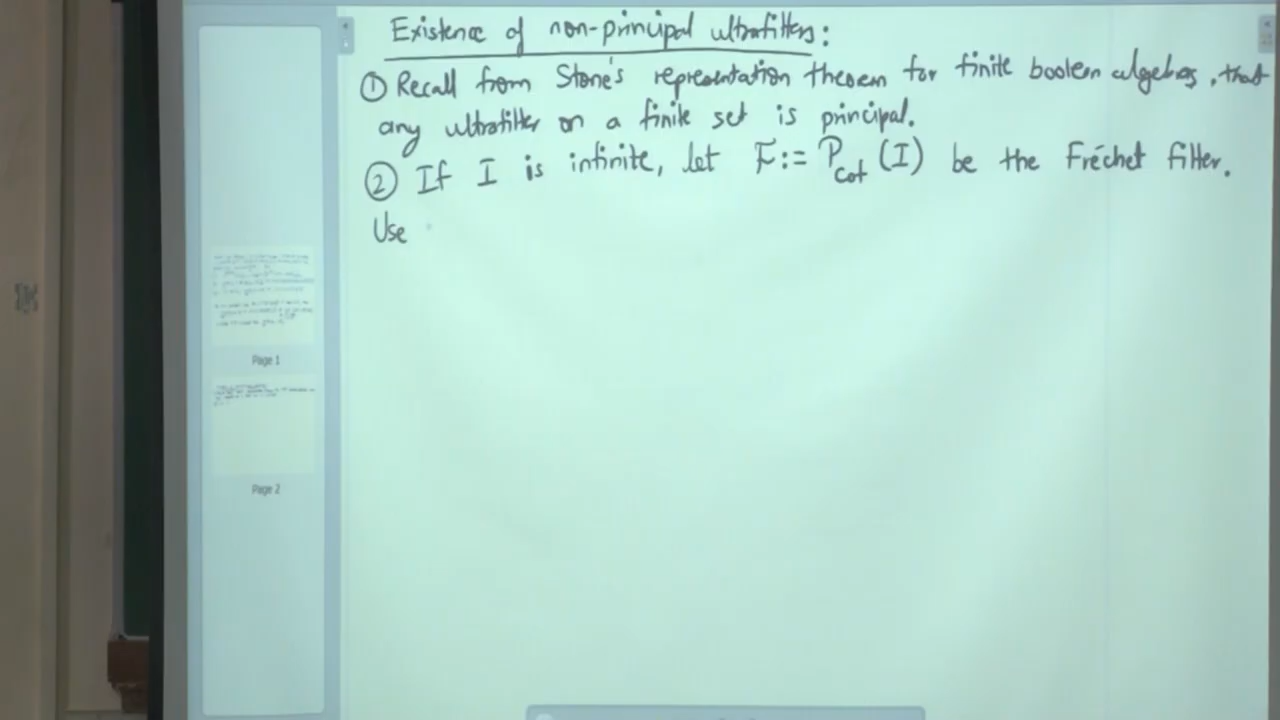 Existence of non-principal ultrafilters:
① Recall from Stone's representation theorem for finite boolean algebras, that
any ultrafilter on a finite set is principal.
② If I is infinite, let F := P_cof (I) be the Fréchet filter.
Use
Page 1
Page 2